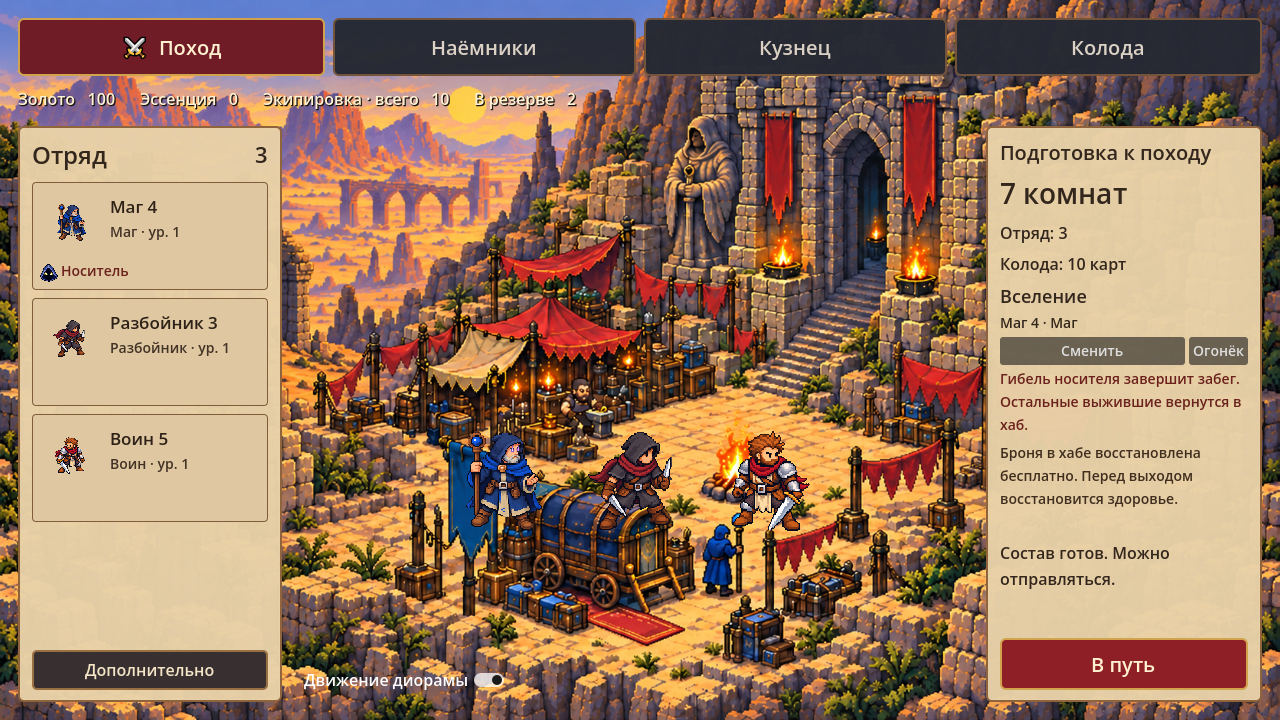 Поход
Наёмники
Кузнец
Колода
Золото 100 Эссенция 0 Экипировка · всего 10 В резерве 2
Отряд 3
Маг 4
Маг · ур. 1
Носитель
Разбойник 3
Разбойник · ур. 1
Воин 5
Воин · ур. 1
Дополнительно
Движение диорамы
Подготовка к походу
7 комнат
Отряд: 3
Колода: 10 карт
Вселение
Маг 4 · Маг
Сменить
Огонёк
Гибель носителя завершит забег.
Остальные выжившие вернутся в
хаб.
Броня в хабе восстановлена
бесплатно. Перед выходом
восстановится здоровье.
Состав готов. Можно
отправляться.
В путь